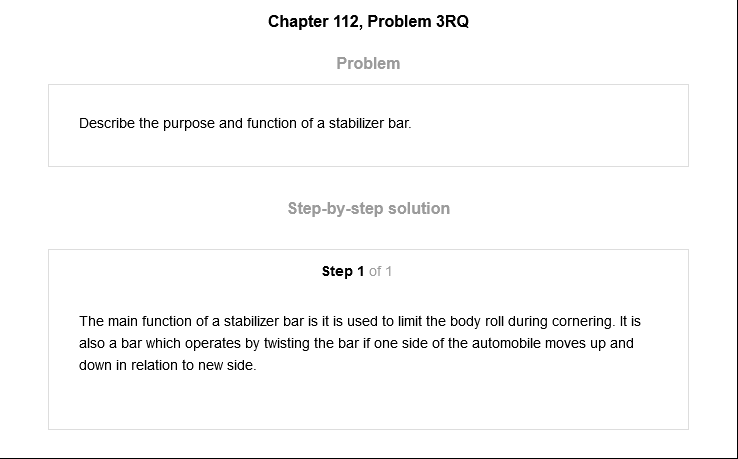 Chapter 112, Problem 3RQ
Problem
Describe the purpose and function of a stabilizer bar.
Step-by-step solution
Step 1 of 1
The main function of a stabilizer bar is it is used to limit the body roll during cornering. It is
also a bar which operates by twisting the bar if one side of the automobile moves up and
down in relation to new side.